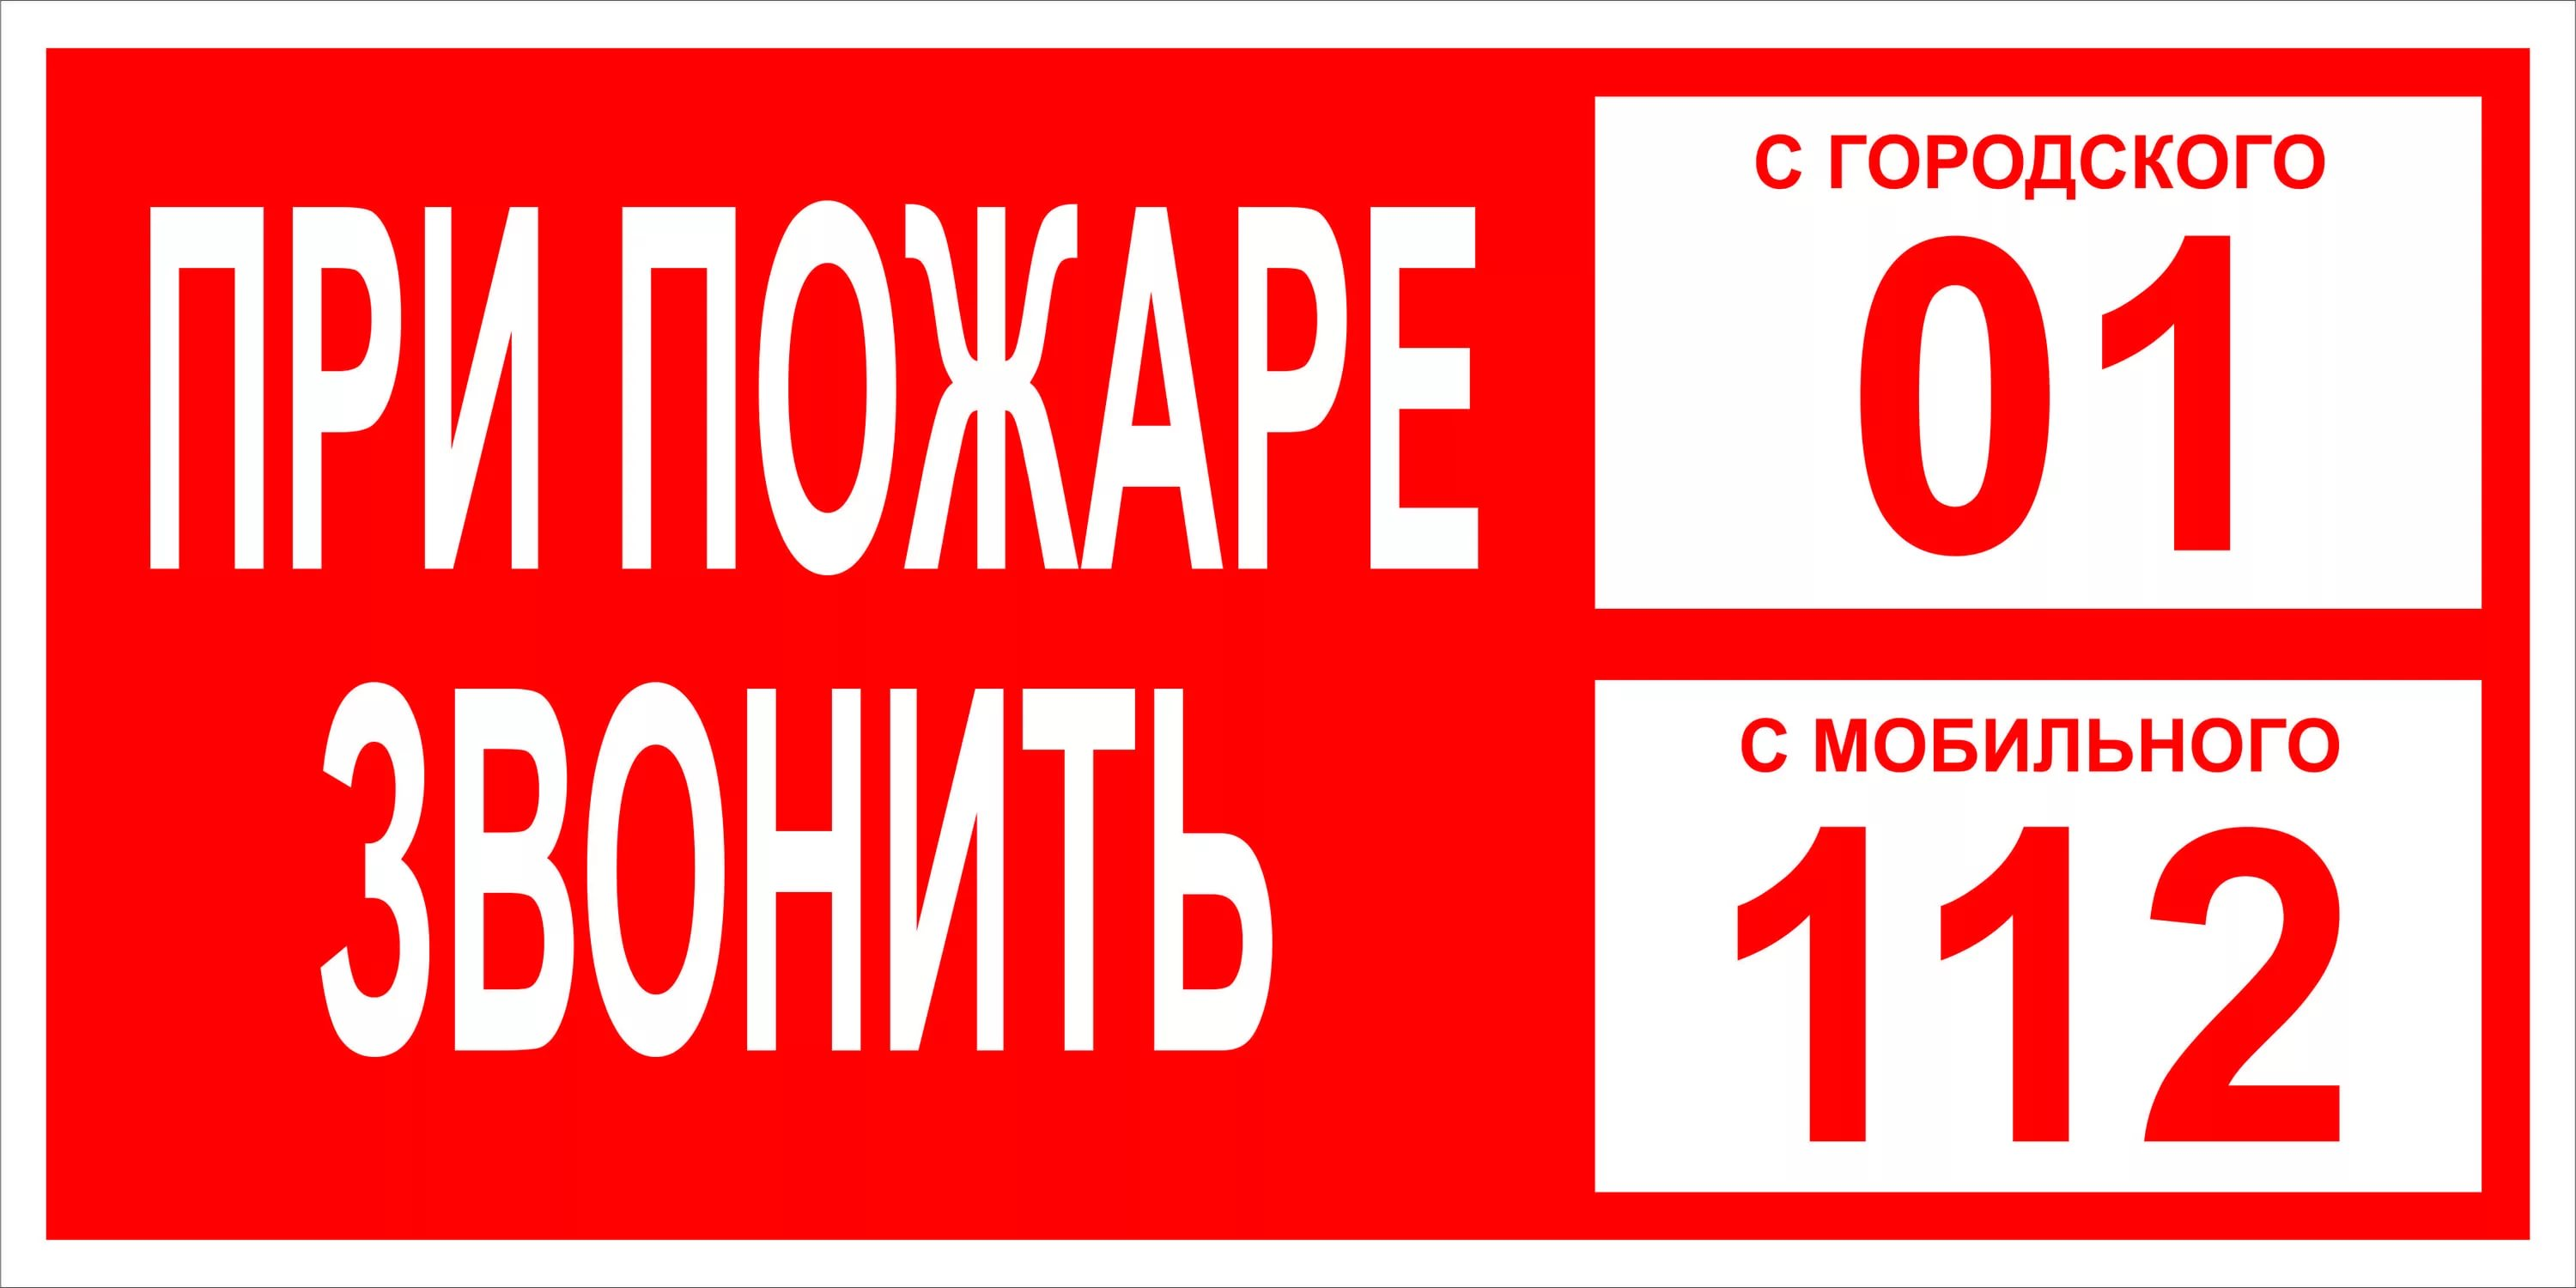 ПРИ ПОЖАРЕ
ЗВОНИТЬ
С ГОРОДСКОГО
01
С МОБИЛЬНОГО
112